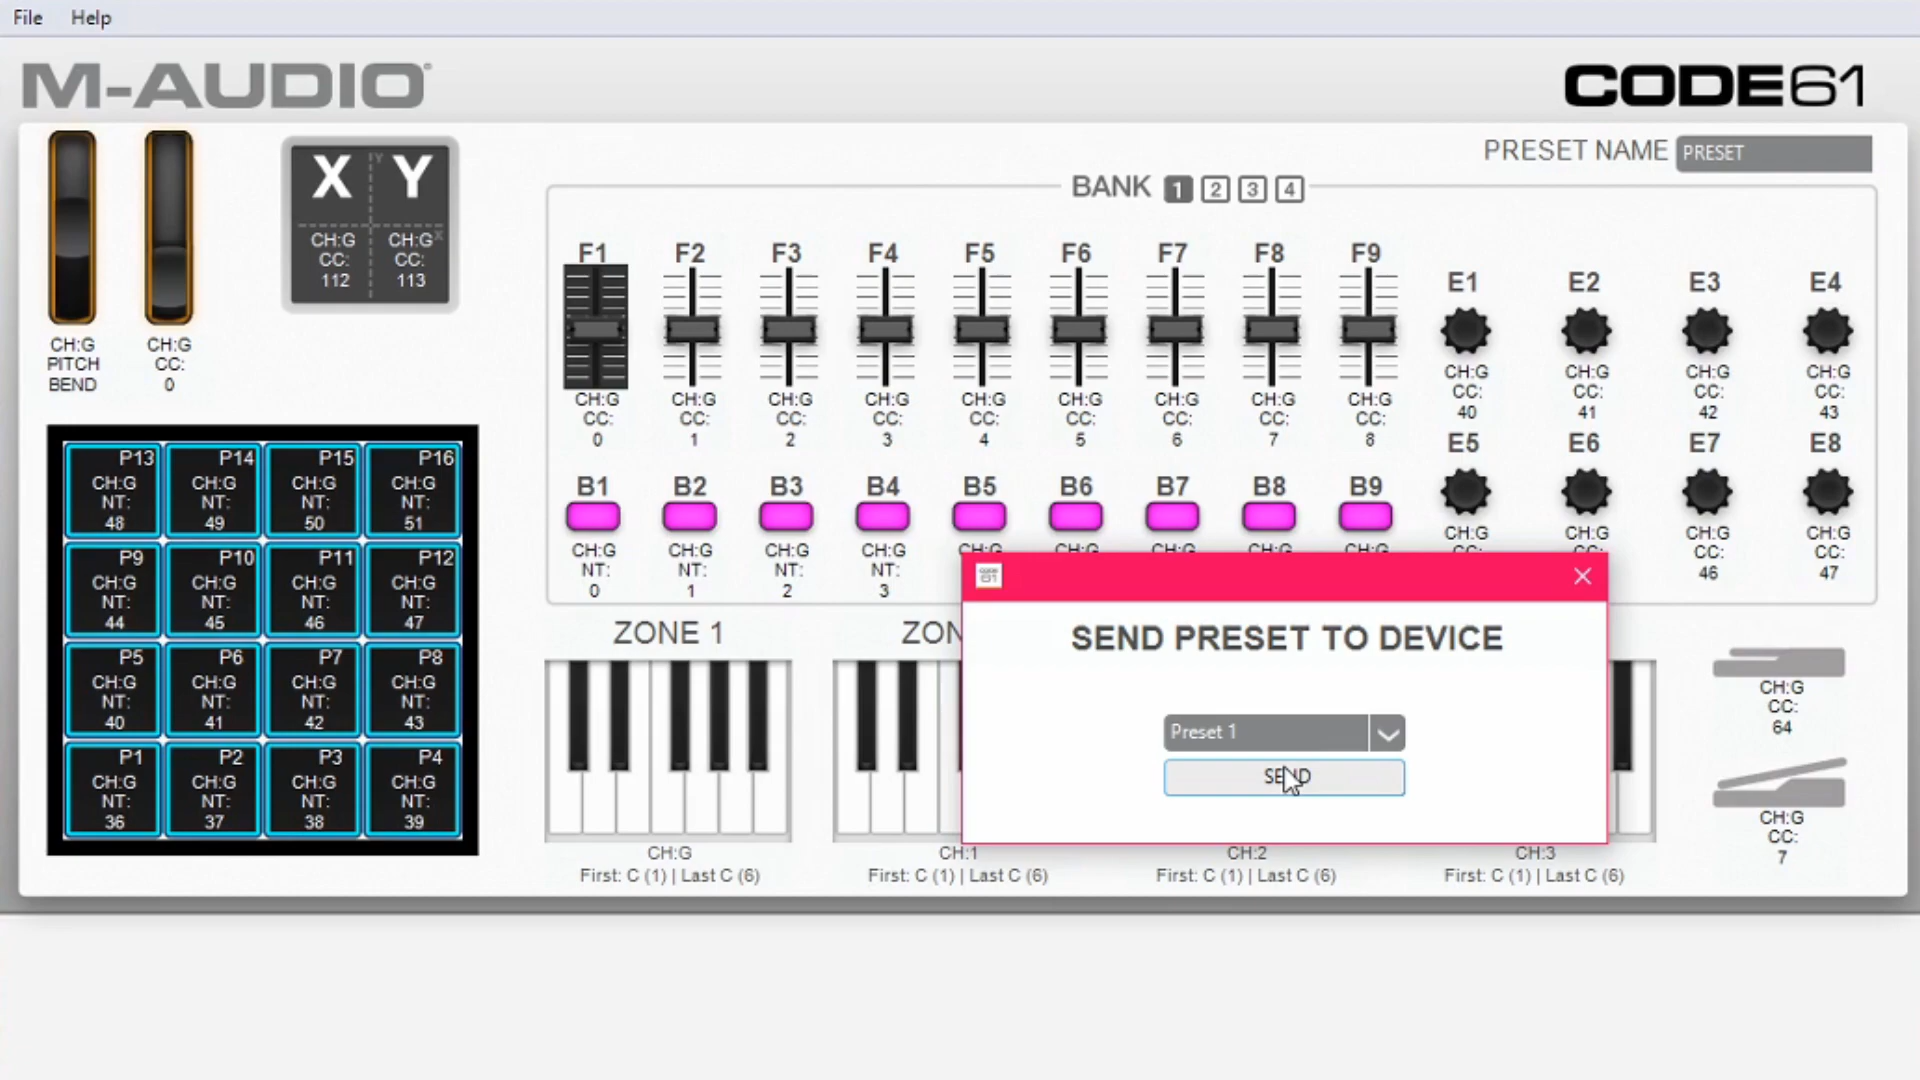 File Help
M-AUDIO
CODE61
PRESET NAME PRESET
BANK 1 2 3 4
X Y
Y
X
CH:G CH:G
CC: CC:
112 113
CH:G
PITCH
BEND
CH:G
CC:
0
F1 F2 F3 F4 F5 F6 F7 F8 F9
CH:G CH:G CH:G CH:G CH:G CH:G CH:G CH:G CH:G
CC: CC: CC: CC: CC: CC: CC: CC: CC:
0 1 2 3 4 5 6 7 8
E1 E2 E3 E4
CH:G CH:G CH:G CH:G
CC: CC: CC: CC:
40 41 42 43
E5 E6 E7 E8
CH:G CH:G CH:G CH:G
CC: CC: CC: CC:
46 47
B1 B2 B3 B4 B5 B6 B7 B8 B9
CH:G CH:G CH:G CH:G CH:G CH:G CH:G CH:G CH:G
NT: NT: NT: NT:
0 1 2 3
P13 P14 P15 P16
CH:G CH:G CH:G CH:G
NT: NT: NT: NT:
48 49 50 51
P9 P10 P11 P12
CH:G CH:G CH:G CH:G
NT: NT: NT: NT:
44 45 46 47
P5 P6 P7 P8
CH:G CH:G CH:G CH:G
NT: NT: NT: NT:
40 41 42 43
P1 P2 P3 P4
CH:G CH:G CH:G CH:G
NT: NT: NT: NT:
36 37 38 39
ZONE 1 ZON
CODE
61
SEND PRESET TO DEVICE
Preset 1
SEND
CH:G
CC:
64
CH:G
CC:
7
CH:G CH:1 CH:2 CH:3
First: C (1) | Last C (6) First: C (1) | Last C (6) First: C (1) | Last C (6) First: C (1) | Last C (6)